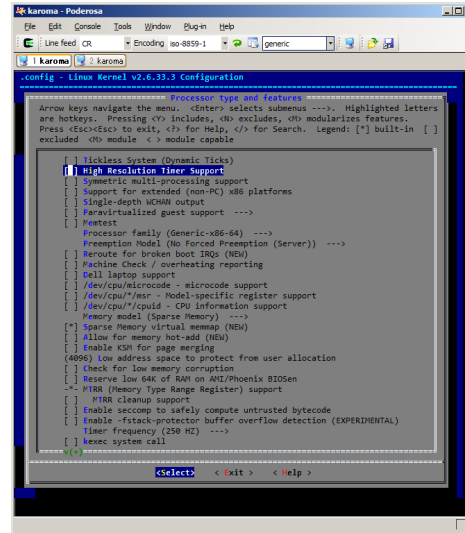 karoma - Poderosa
File Edit Console Tools Window Plug-in Help
Line feed CR Encoding iso-8859-1 generic
1 karoma 2 karoma
.config - Linux Kernel v2.6.33.3 Configuration
Processor type and features
Arrow keys navigate the menu. <Enter> selects submenus --->. Highlighted letters
are hotkeys. Pressing <Y> includes, <N> excludes, <M> modularizes features.
Press <Esc><Esc> to exit, <?> for Help, </> for Search. Legend: [*] built-in [ ]
excluded <M> module < > module capable
[ ] Tickless System (Dynamic Ticks)
[ ] High Resolution Timer Support
[ ] Symmetric multi-processing support
[ ] Support for extended (non-PC) x86 platforms
[ ] Single-depth WCHAN output
[ ] Paravirtualized guest support --->
[ ] Memtest
Processor family (Generic-x86-64) --->
Preemption Model (No Forced Preemption (Server)) --->
[ ] Reroute for broken boot IRQs (NEW)
[ ] Machine Check / overheating reporting
[ ] Dell laptop support
[ ] /dev/cpu/microcode - microcode support
[ ] /dev/cpu/*/msr - Model-specific register support
[ ] /dev/cpu/*/cpuid - CPU information support
Memory model (Sparse Memory) --->
[*] Sparse Memory virtual memmap (NEW)
[ ] Allow for memory hot-add (NEW)
[ ] Enable KSM for page merging
(4096) Low address space to protect from user allocation
[ ] Check for low memory corruption
[ ] Reserve low 64K of RAM on AMI/Phoenix BIOSen
-*- MTRR (Memory Type Range Register) support
[ ] MTRR cleanup support
[ ] Enable seccomp to safely compute untrusted bytecode
[ ] Enable -fstack-protector buffer overflow detection (EXPERIMENTAL)
Timer frequency (250 HZ) --->
[ ] kexec system call
v(+)
<Select> < Exit > < Help >